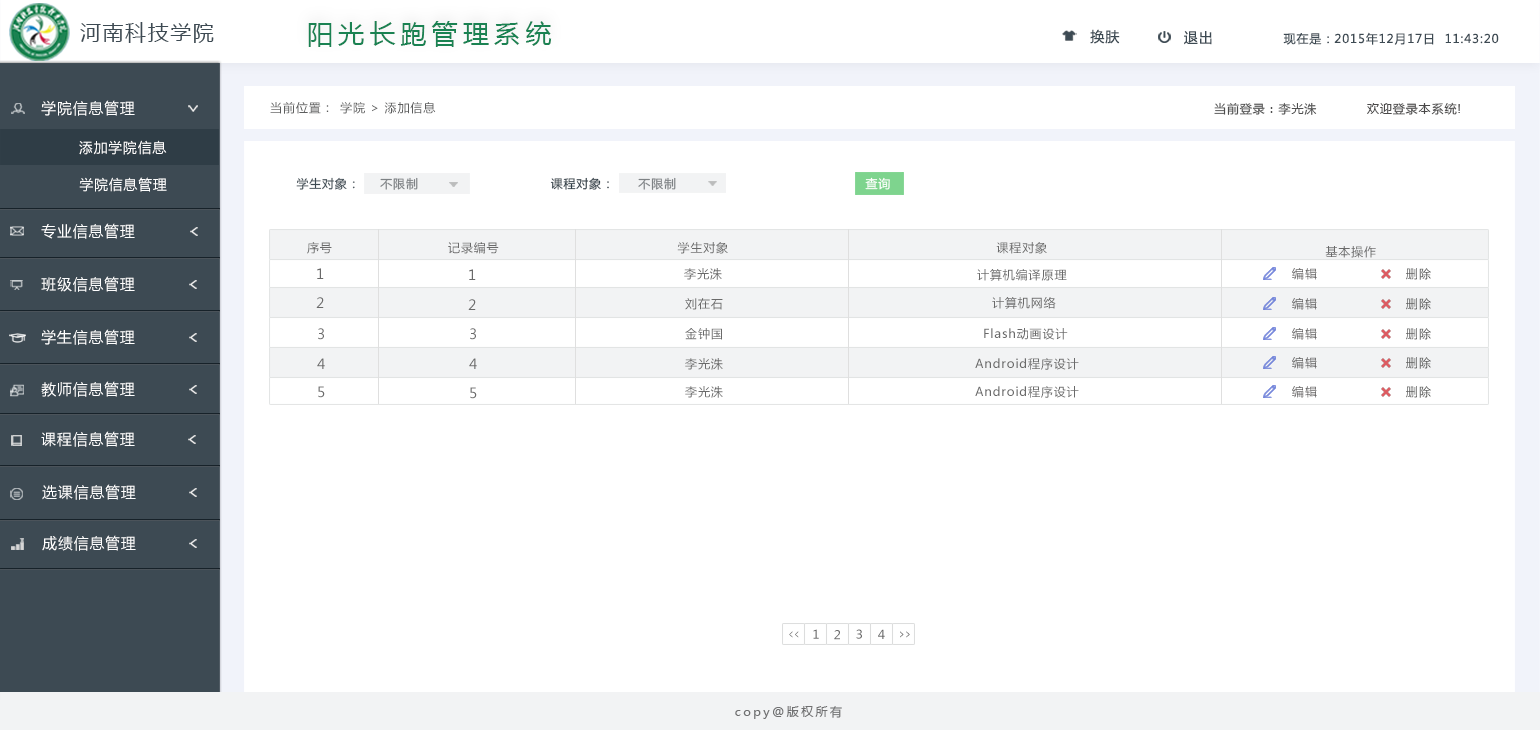 河南科技学院 阳光长跑管理系统 换肤 退出 现在是：2015年12月17日 11:43:20
当前位置： 学院 > 添加信息 当前登录：李光洙 欢迎登录本系统!
学院信息管理
添加学院信息
学院信息管理
专业信息管理
班级信息管理
学生信息管理
教师信息管理
课程信息管理
选课信息管理
成绩信息管理
学生对象： 不限制 课程对象： 不限制 查询
序号 记录编号 学生对象 课程对象 基本操作
1 1 李光洙 计算机编译原理 编辑 删除
2 2 刘在石 计算机网络 编辑 删除
3 3 金钟国 Flash动画设计 编辑 删除
4 4 李光洙 Android程序设计 编辑 删除
5 5 李光洙 Android程序设计 编辑 删除
<< 1 2 3 4 >>
copy@版权所有